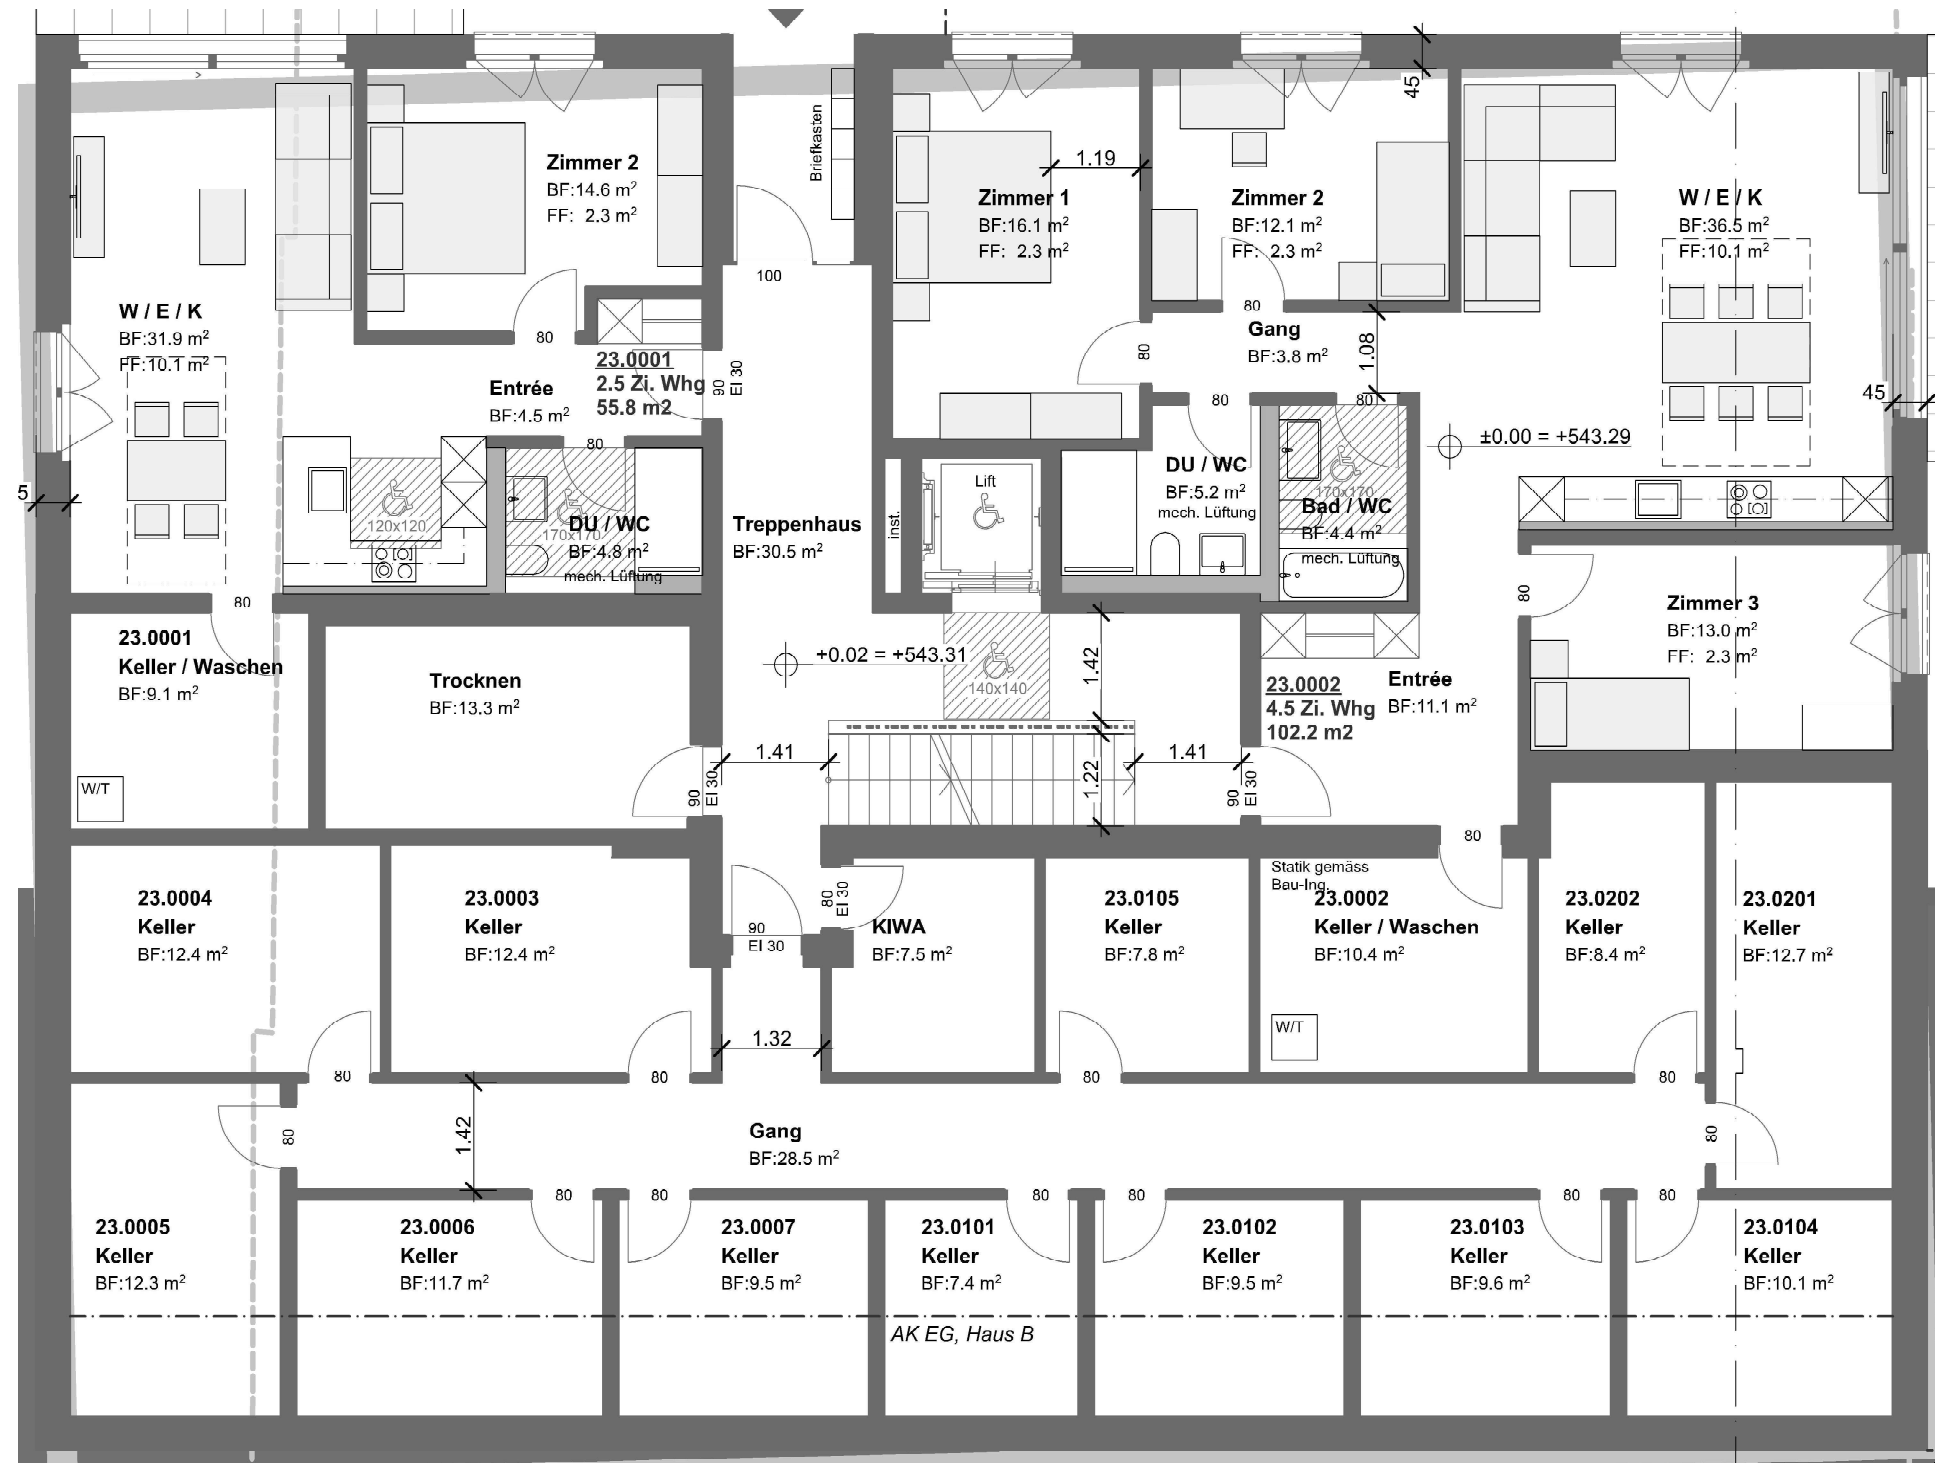 45
Briefkasten
Zimmer 2
BF:14.6 m²
FF: 2.3 m²
1.19
Zimmer 1
BF:16.1 m²
FF: 2.3 m²
Zimmer 2
BF:12.1 m²
FF: 2.3 m²
W / E / K
BF:36.5 m²
FF:10.1 m²
100
80
W / E / K
BF:31.9 m²
FF:10.1 m²
80
23.0001
2.5 Zi. Whg
55.8 m2
90
EI 30
Entrée
BF:4.5 m²
80
80
Gang
BF:3.8 m²
1.08
80
80
45
±0.00 = +543.29
5
120x120
170x170
DU / WC
BF:4.8 m²
mech. Lüftung
Treppenhaus
BF:30.5 m²
inst.
Lift
DU / WC
BF:5.2 m²
mech. Lüftung
170x170
Bad / WC
BF:4.4 m²
mech. Lüftung
80
80
Zimmer 3
BF:13.0 m²
FF: 2.3 m²
23.0001
Keller / Waschen
BF:9.1 m²
W/T
Trocknen
BF:13.3 m²
+0.02 = +543.31
140x140
1.42
23.0002
4.5 Zi. Whg
102.2 m2
Entrée
BF:11.1 m²
90
EI 30
1.41
1.22
1.41
90
EI 30
80
23.0004
Keller
BF:12.4 m²
23.0003
Keller
BF:12.4 m²
90
EI 30
80
EI 30
KIWA
BF:7.5 m²
23.0105
Keller
BF:7.8 m²
Statik gemäss
Bau-Ing.
23.0002
Keller / Waschen
BF:10.4 m²
W/T
23.0202
Keller
BF:8.4 m²
23.0201
Keller
BF:12.7 m²
1.32
80
80
80
80
80
1.42
Gang
BF:28.5 m²
80
80
80
80
80
80
80
23.0005
Keller
BF:12.3 m²
23.0006
Keller
BF:11.7 m²
23.0007
Keller
BF:9.5 m²
23.0101
Keller
BF:7.4 m²
23.0102
Keller
BF:9.5 m²
23.0103
Keller
BF:9.6 m²
23.0104
Keller
BF:10.1 m²
AK EG, Haus B